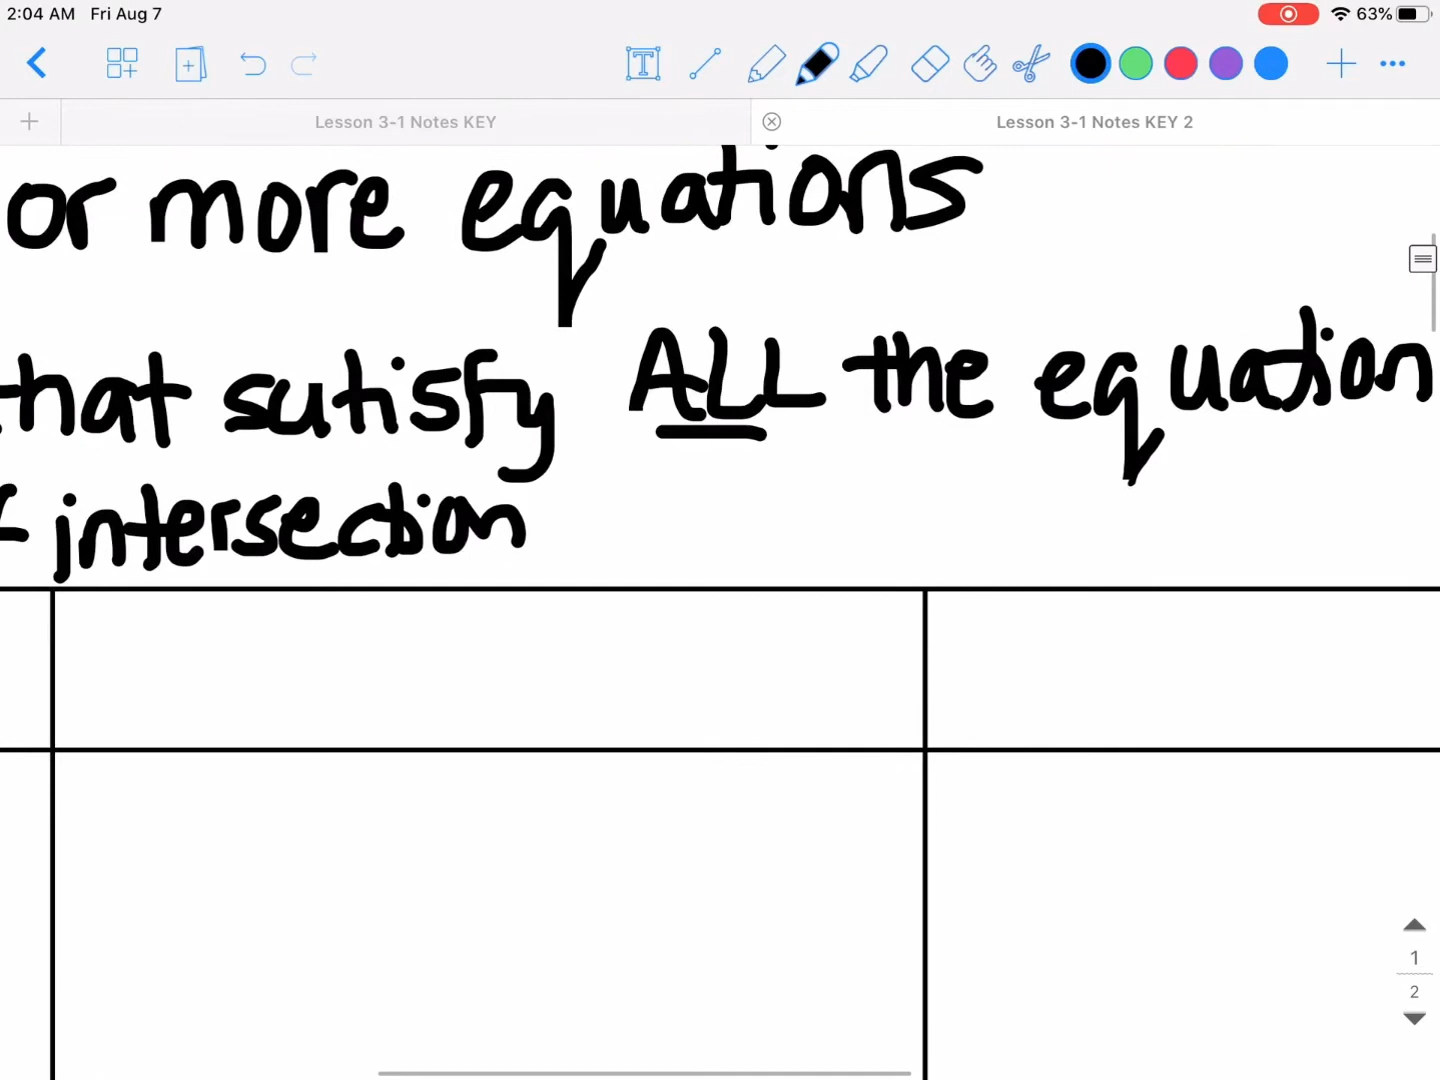 2:04 AM Fri Aug 7
63%
Lesson 3-1 Notes KEY
Lesson 3-1 Notes KEY 2
or more equations
that sutisfy ALL the equation
f intersection
1
2